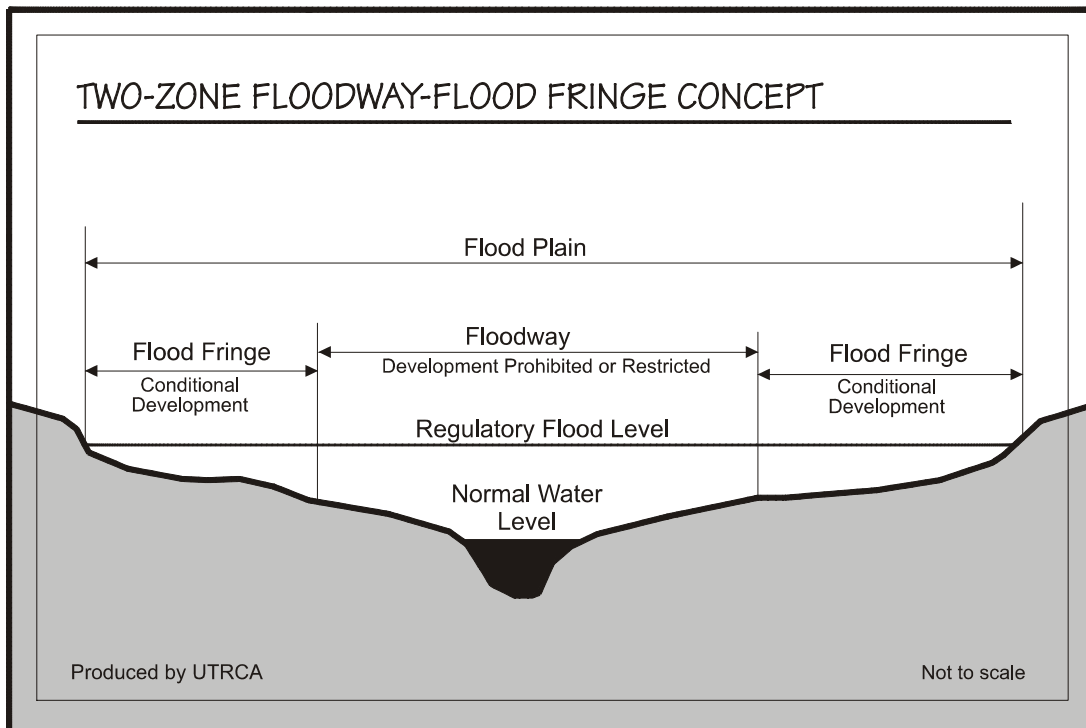 TWO-ZONE FLOODWAY-FLOOD FRINGE CONCEPT
Flood Plain
Flood Fringe
Conditional
Development
Floodway
Development Prohibited or Restricted
Flood Fringe
Conditional
Development
Regulatory Flood Level
Normal Water
Level
Produced by UTRCA
Not to scale